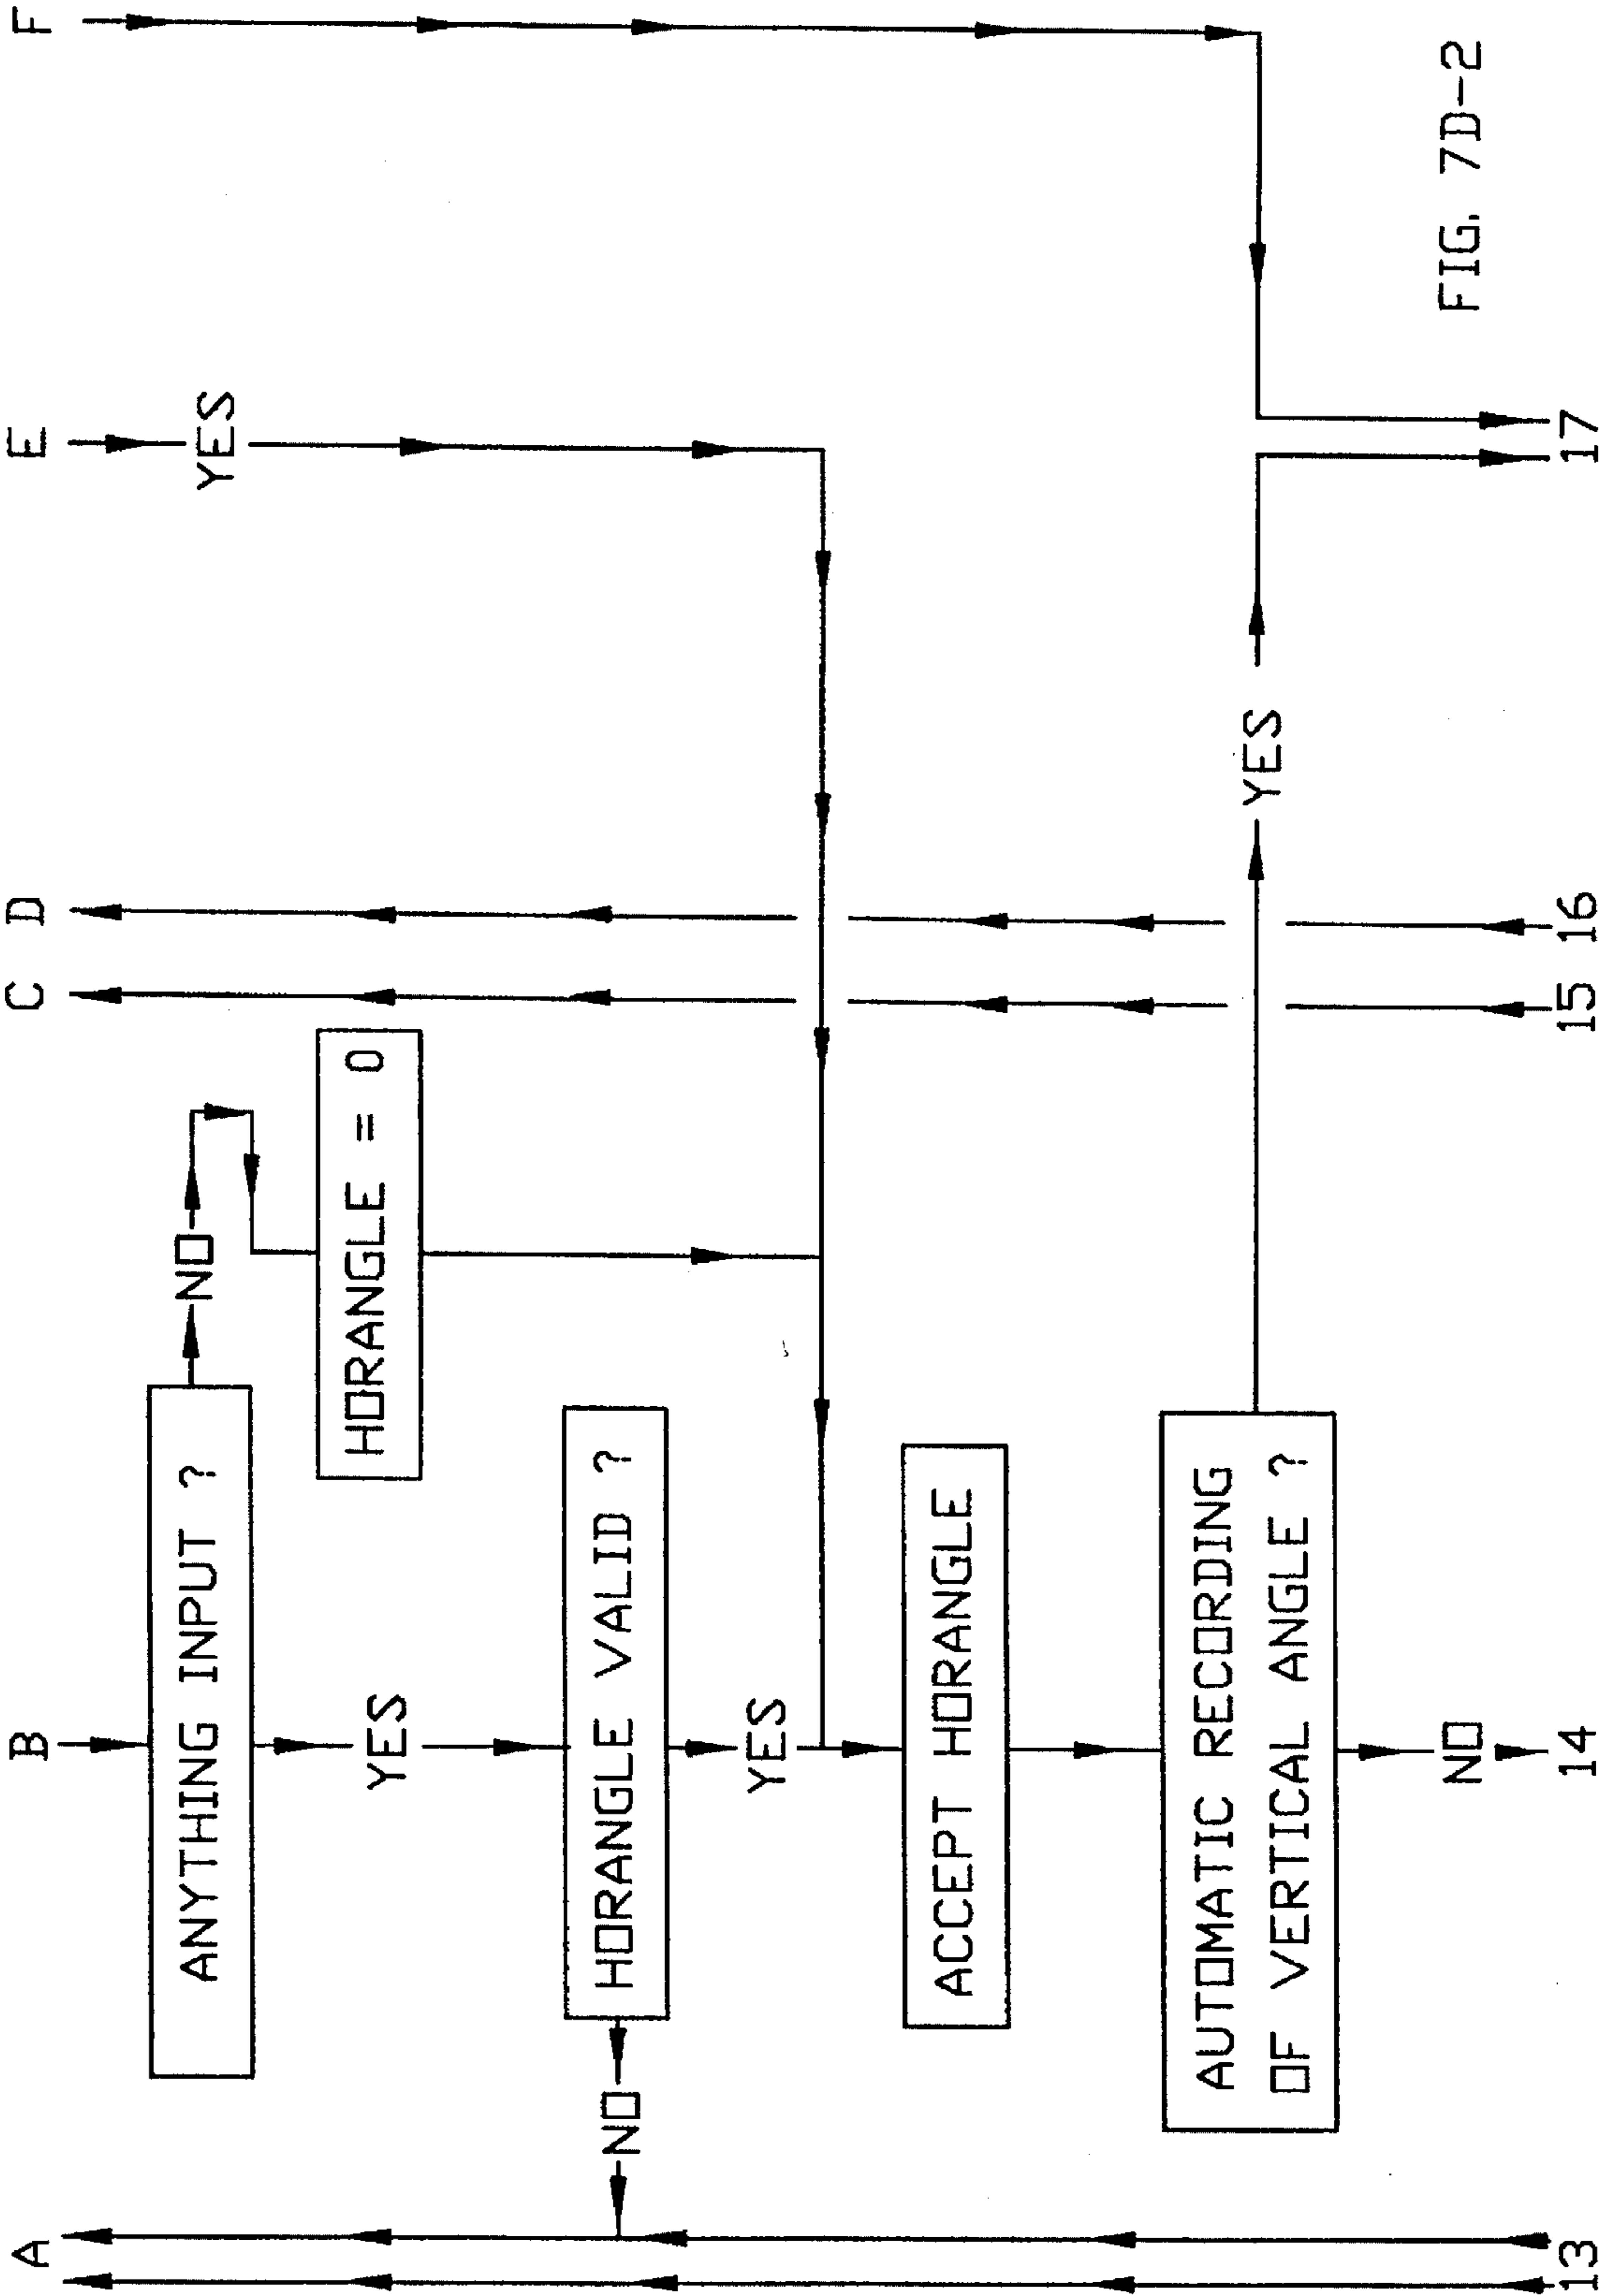 A
B
C
D
E
F
ANYTHING INPUT ?
NO
YES
HORANGLE = 0
YES
HORANGLE VALID ?
NO
YES
ACCEPT HORANGLE
AUTOMATIC RECORDING
OF VERTICAL ANGLE ?
YES
NO
13
14
15
16
17
FIG. 7D-2